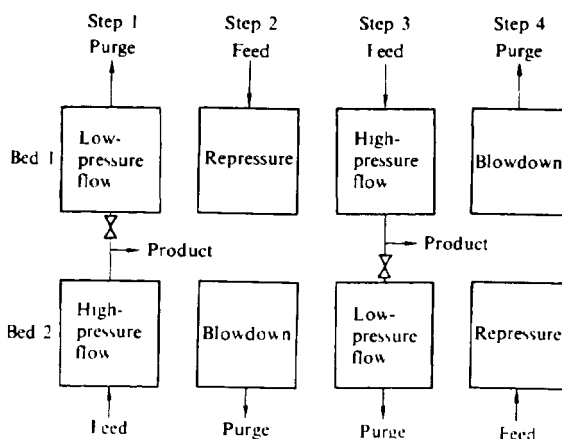 Step 1 Step 2 Step 3 Step 4
Purge Feed Feed Purge
Bed 1
Low-
pressure
flow
Repressure
High-
pressure
flow
Blowdown
Product
Product
Bed 2
High-
pressure
flow
Blowdown
Low-
pressure
flow
Repressure
Feed Purge Purge Feed